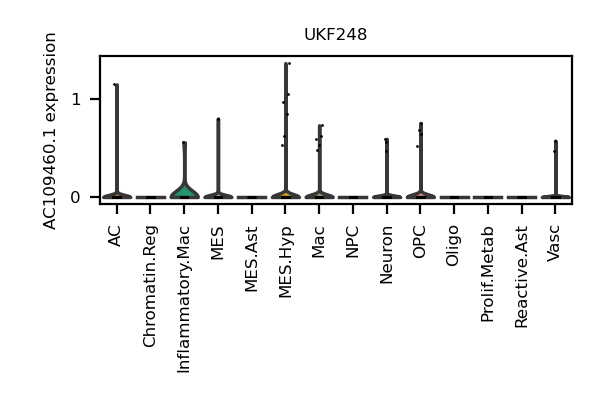 UKF248
AC109460.1 expression
1
0
AC
Chromatin.Reg
Inflammatory.Mac
MES
MES.Ast
MES.Hyp
Mac
NPC
Neuron
OPC
Oligo
Prolif.Metab
Reactive.Ast
Vasc